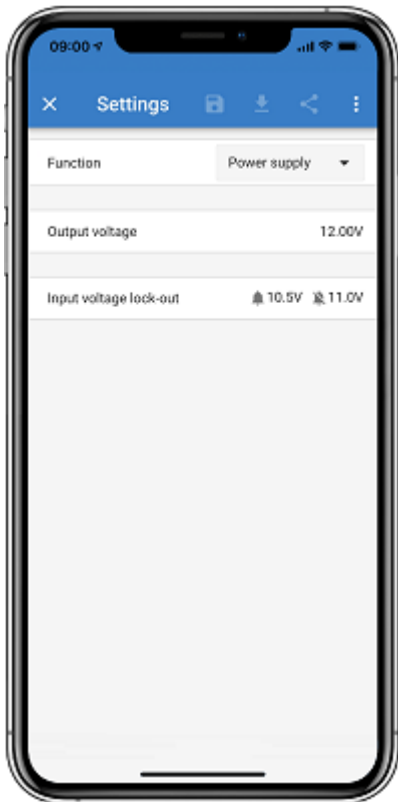 09:00
Settings
Function Power supply
Output voltage 12.00V
Input voltage lock-out 10.5V 11.0V